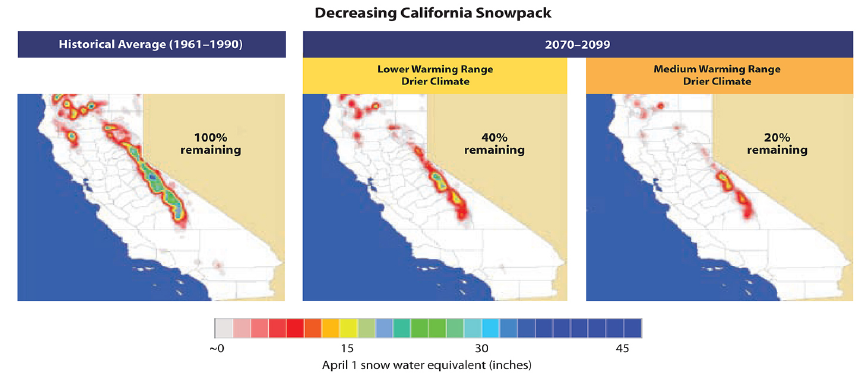 Decreasing California Snowpack
Historical Average (1961–1990)
2070–2099
Lower Warming Range
Drier Climate
Medium Warming Range
Drier Climate
100%
remaining
40%
remaining
20%
remaining
~0
15
30
45
April 1 snow water equivalent (inches)